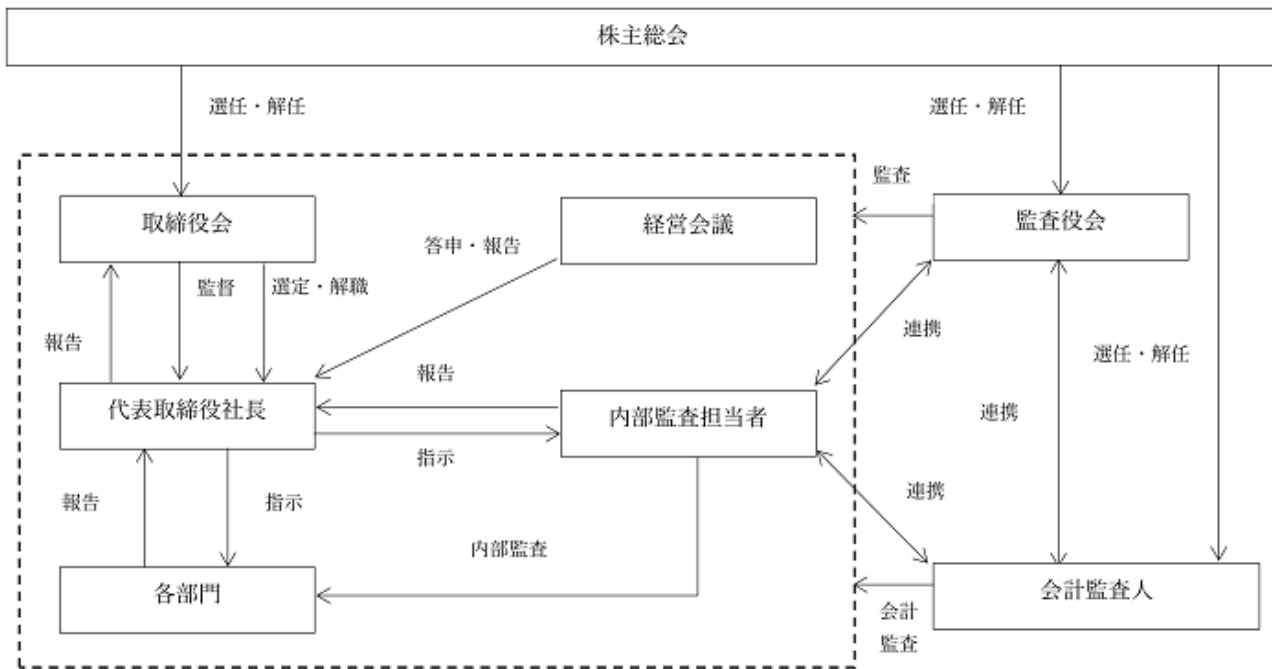 株主総会
選任・解任
選任・解任
監査
取締役会
経営会議
監査役会
答申・報告
監督
選定・解職
報告
連携
選任・解任
報告
代表取締役社長
内部監査担当者
連携
指示
報告
指示
連携
内部監査
各部門
会計監査人
会計
監査